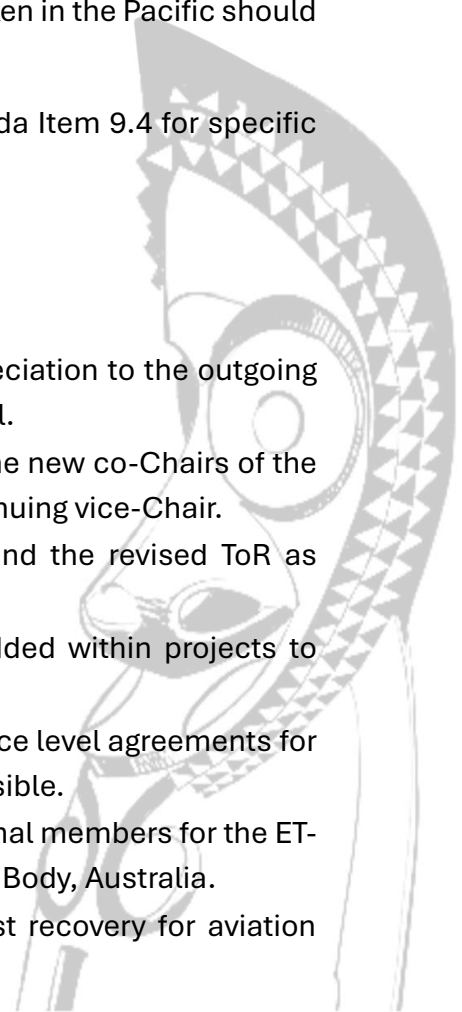 en in the Pacific should
da Item 9.4 for specific
eciation to the outgoing
l.
ne new co-Chairs of the
nuing vice-Chair.
nd the revised ToR as
dded within projects to
ce level agreements for
sible.
nal members for the ET-
Body, Australia.
st recovery for aviation